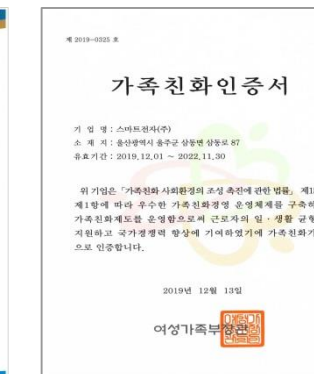 제 2019-0325 호
가족친화인증서
기 업 명 : 스마트전자(주)
소 재 지 : 울산광역시 울주군 삼동면 삼동로 87
유효기간 : 2019.12.01 ~ 2022.11.30
위 기업은 「가족친화 사회환경의 조성 촉진에 관한 법률」
제1항에 따라 우수한 가족친화경영 운영체제를 구축하
가족친화제도를 운영함으로써 근로자의 일 · 생활 균형
지원하고 국가경쟁력 향상에 기여하였기에 가족친화기
으로 인증합니다.
2019년 12월 13일
여성가족부장관